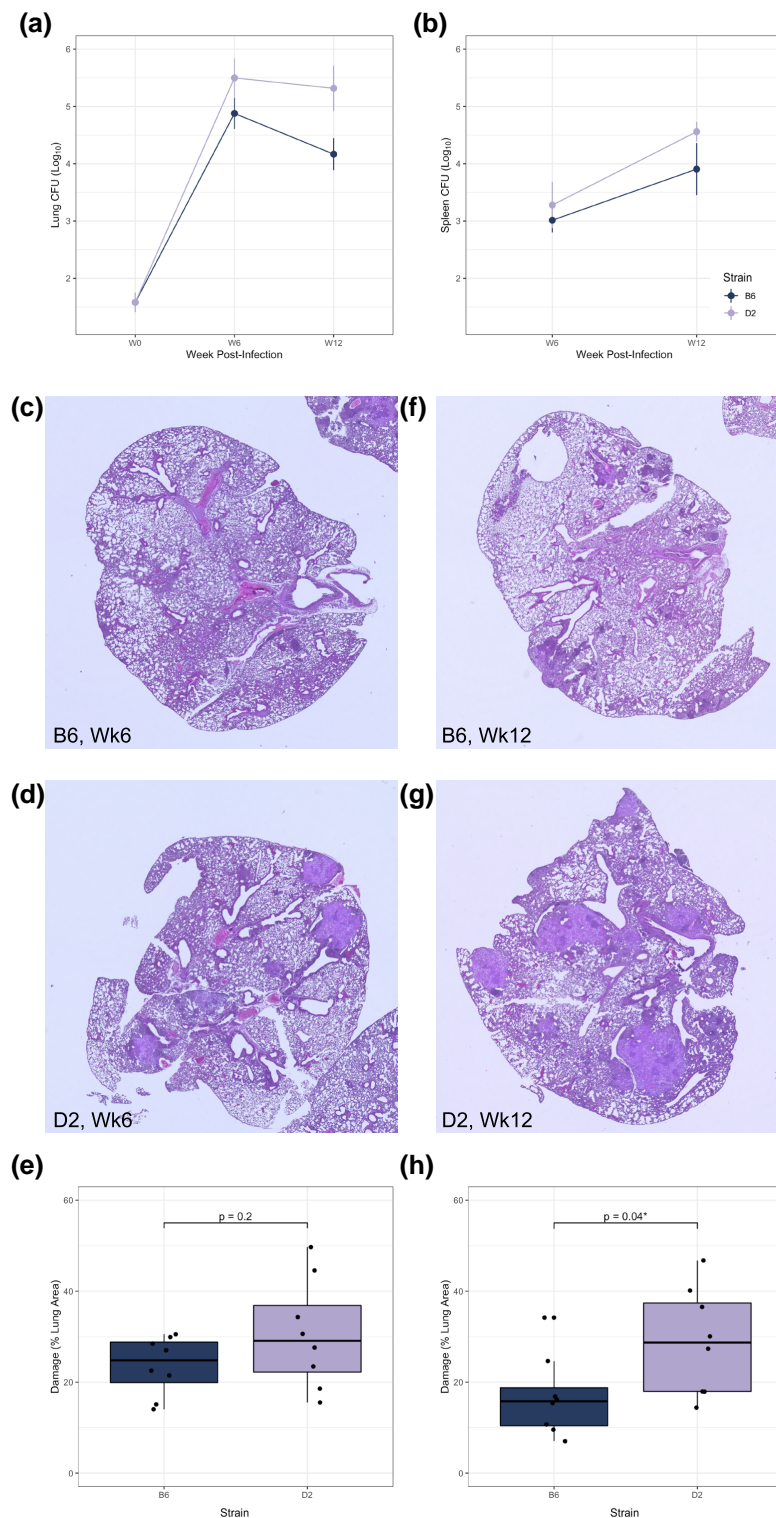 (a)
6
5
4
3
2
Lung CFU (Log10)
W0
W6
W12
Week Post-Infection
(b)
6
5
4
3
2
Spleen CFU (Log10)
Strain
B6
D2
W6
W12
Week Post-Infection
(c)
B6, Wk6
(f)
B6, Wk12
(d)
D2, Wk6
(g)
D2, Wk12
(e)
60
40
20
0
Damage (% Lung Area)
p = 0.2
B6
D2
Strain
(h)
60
40
20
0
Damage (% Lung Area)
p = 0.04*
B6
D2
Strain